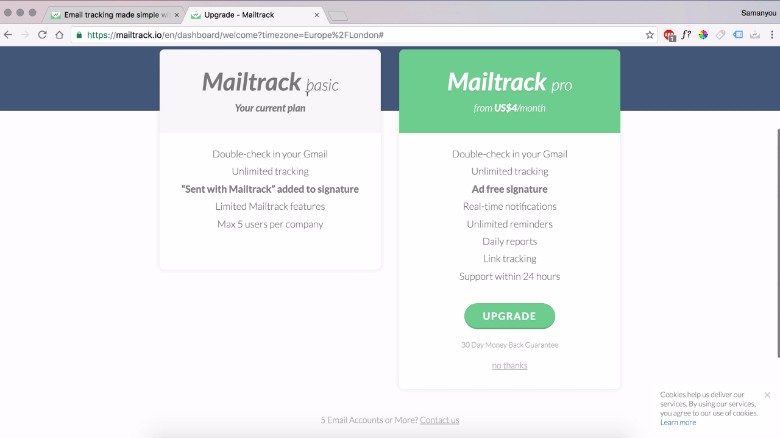 Email tracking made simple wit
Upgrade - Mailtrack
Samanyou
https://mailtrack.io/en/dashboard/welcome?timezone=Europe%2FLondon#
f?
Mailtrack basic
Your current plan
Double-check in your Gmail
Unlimited tracking
"Sent with Mailtrack" added to signature
Limited Mailtrack features
Max 5 users per company
Mailtrack pro
from US$4/month
Double-check in your Gmail
Unlimited tracking
Ad free signature
Real-time notifications
Unlimited reminders
Daily reports
Link tracking
Support within 24 hours
UPGRADE
30 Day Money Back Guarantee
no thanks
5 Email Accounts or More? Contact us
Cookies help us deliver our
services. By using our services,
you agree to our use of cookies.
Learn more